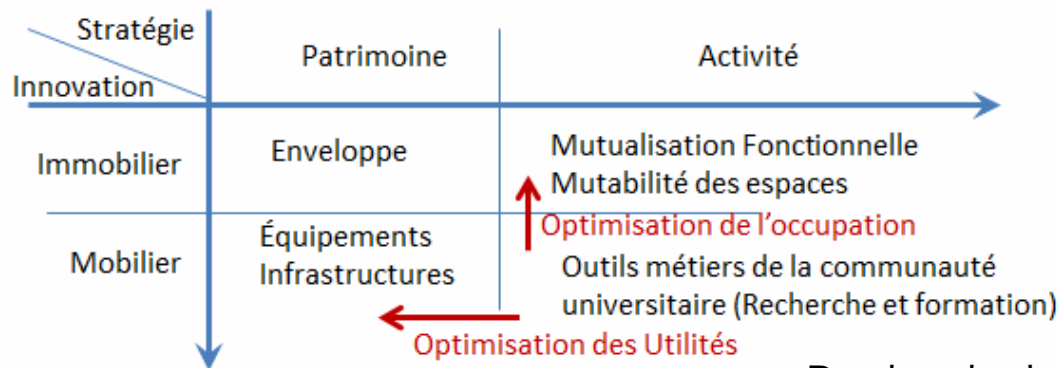 Stratégie
Innovation
Patrimoine
Activité
Immobilier
Enveloppe
Mutualisation Fonctionnelle
Mutabilité des espaces
Optimisation de l'occupation
Mobilier
Équipements
Infrastructures
Outils métiers de la communauté
universitaire (Recherche et formation)
Optimisation des Utilités